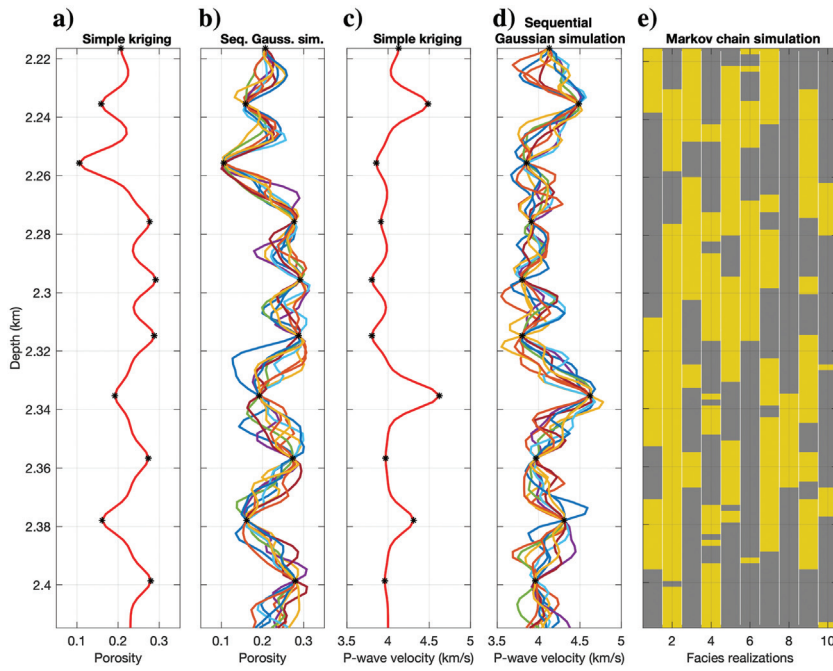 a)
Simple kriging
b)
Seq. Gauss. sim.
c)
Simple kriging
d)
Sequential
Gaussian simulation
e)
Markov chain simulation
Depth (km)
2.22
2.24
2.26
2.28
2.3
2.32
2.34
2.36
2.38
2.4
0.1 0.2 0.3
Porosity
0.1 0.2 0.3
Porosity
3.5 4 4.5 5
P-wave velocity (km/s)
3.5 4 4.5 5
P-wave velocity (km/s)
2 4 6 8 10
Facies realizations